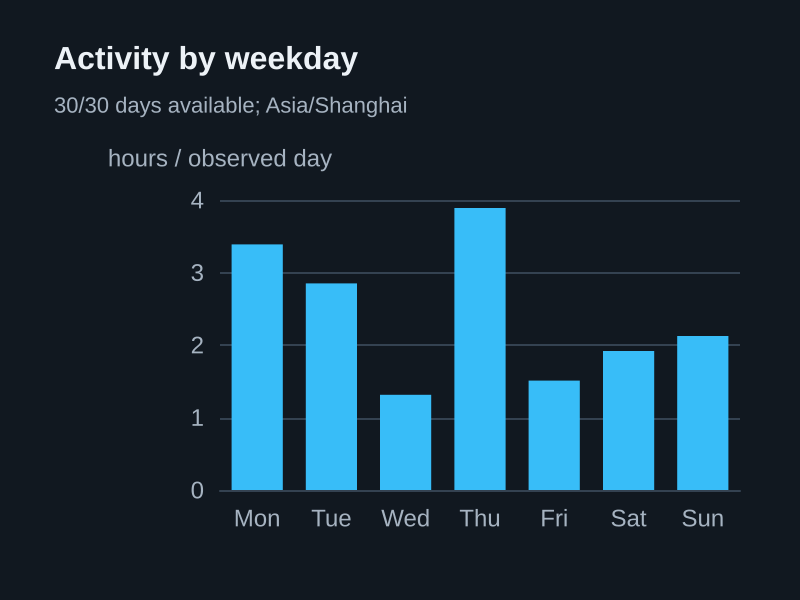 Activity by weekday
30/30 days available; Asia/Shanghai
hours / observed day
4
3
2
1
0
Mon Tue Wed Thu Fri Sat Sun